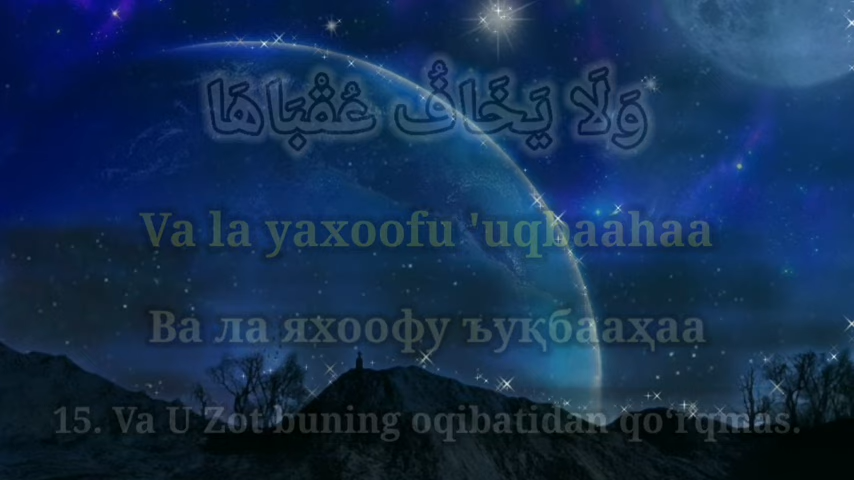 وَلَا يَخَافُ عُقْبَاهَا
Va la yaxoofu 'uqbaahaa
Ва ла яхоофу ъуқбааҳаа
15. Va U Zot buning oqibatidan qo'rqmas.